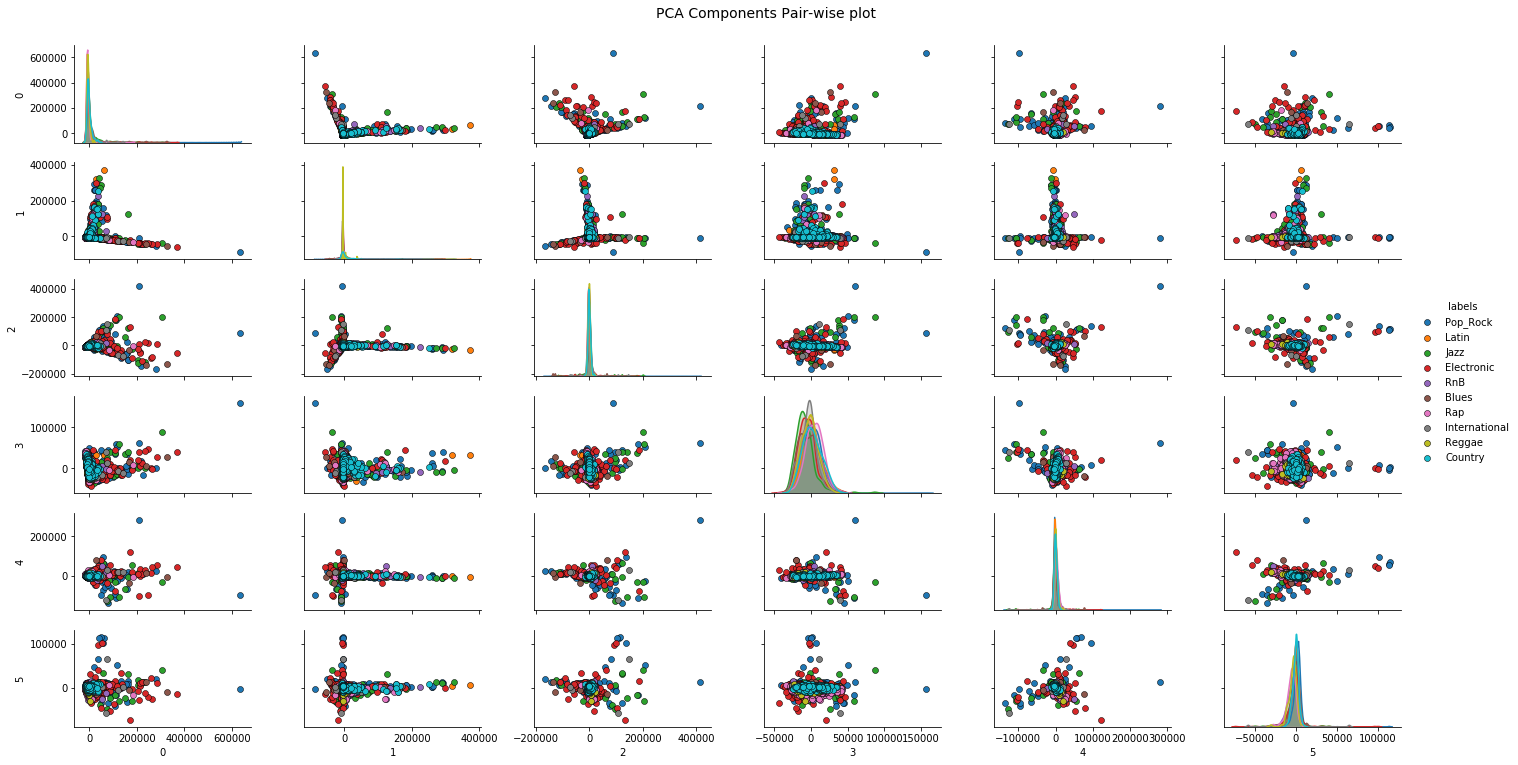 PCA Components Pair-wise plot
600000
400000
200000
0
0
400000
200000
0
1
400000
200000
0
−200000
2
100000
0
3
200000
0
4
100000
0
5
0 200000 400000 600000
0
0 200000 400000
1
−200000 0 200000 400000
2
−50000 0 50000 100000 150000
3
−100000 0 100000 200000 300000
4
−50000 0 50000 100000
5
labels
Pop_Rock
Latin
Jazz
Electronic
RnB
Blues
Rap
International
Reggae
Country